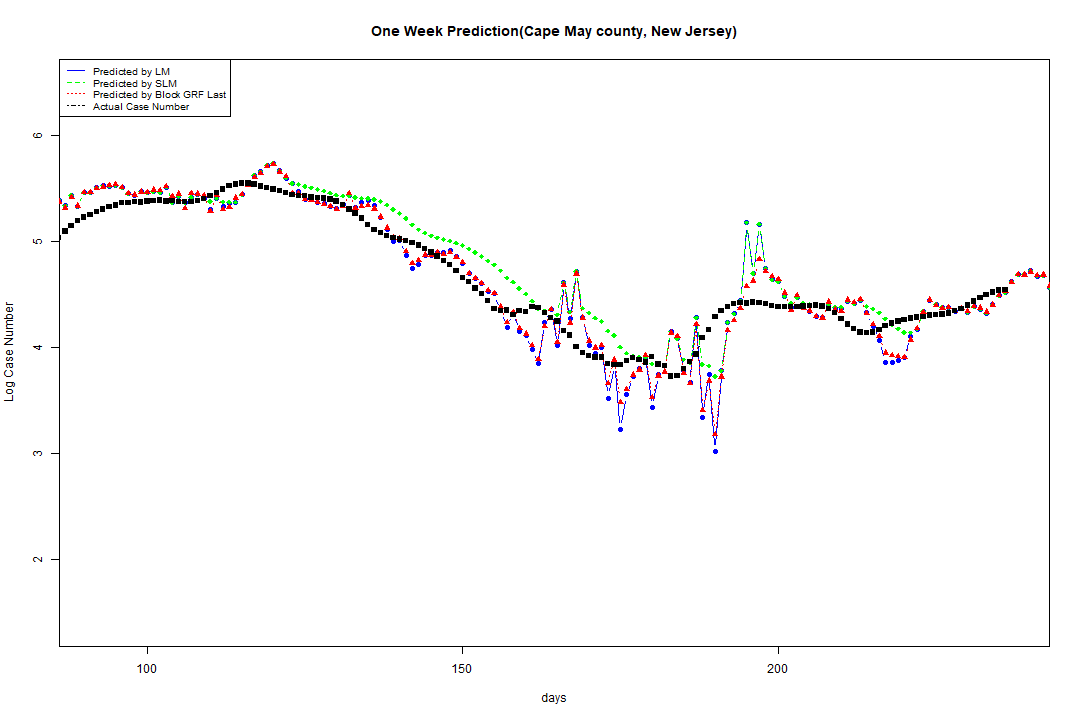 One Week Prediction(Cape May county, New Jersey)
Predicted by LM
Predicted by SLM
Predicted by Block GRF Last
Actual Case Number
6
5
4
3
2
Log Case Number
100 150 200
days